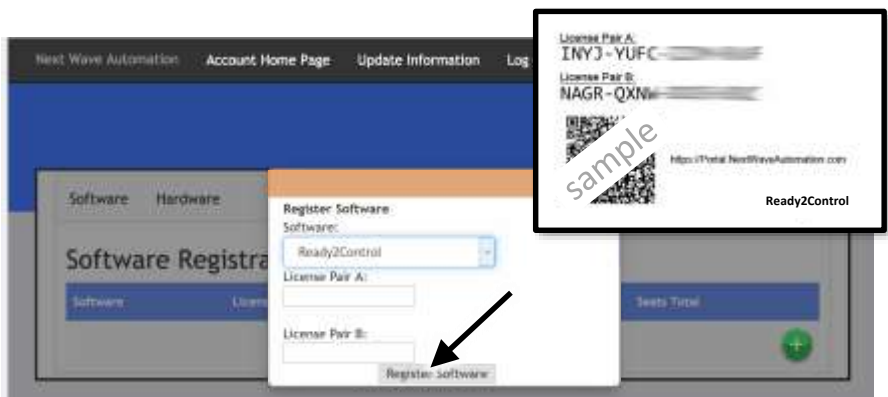 Next Wave Automation Account Home Page Update Information Log
Software Hardware
Software Registra
Software Licens Seats Total
Register Software
Software:
Ready2Control
License Pair A:
License Pair B:
Register Software
License Pair A:
INYJ-YUFC-
License Pair B:
NAGR-QXNW-
sample
https://Portal.NextWaveAutomation.com
Ready2Control